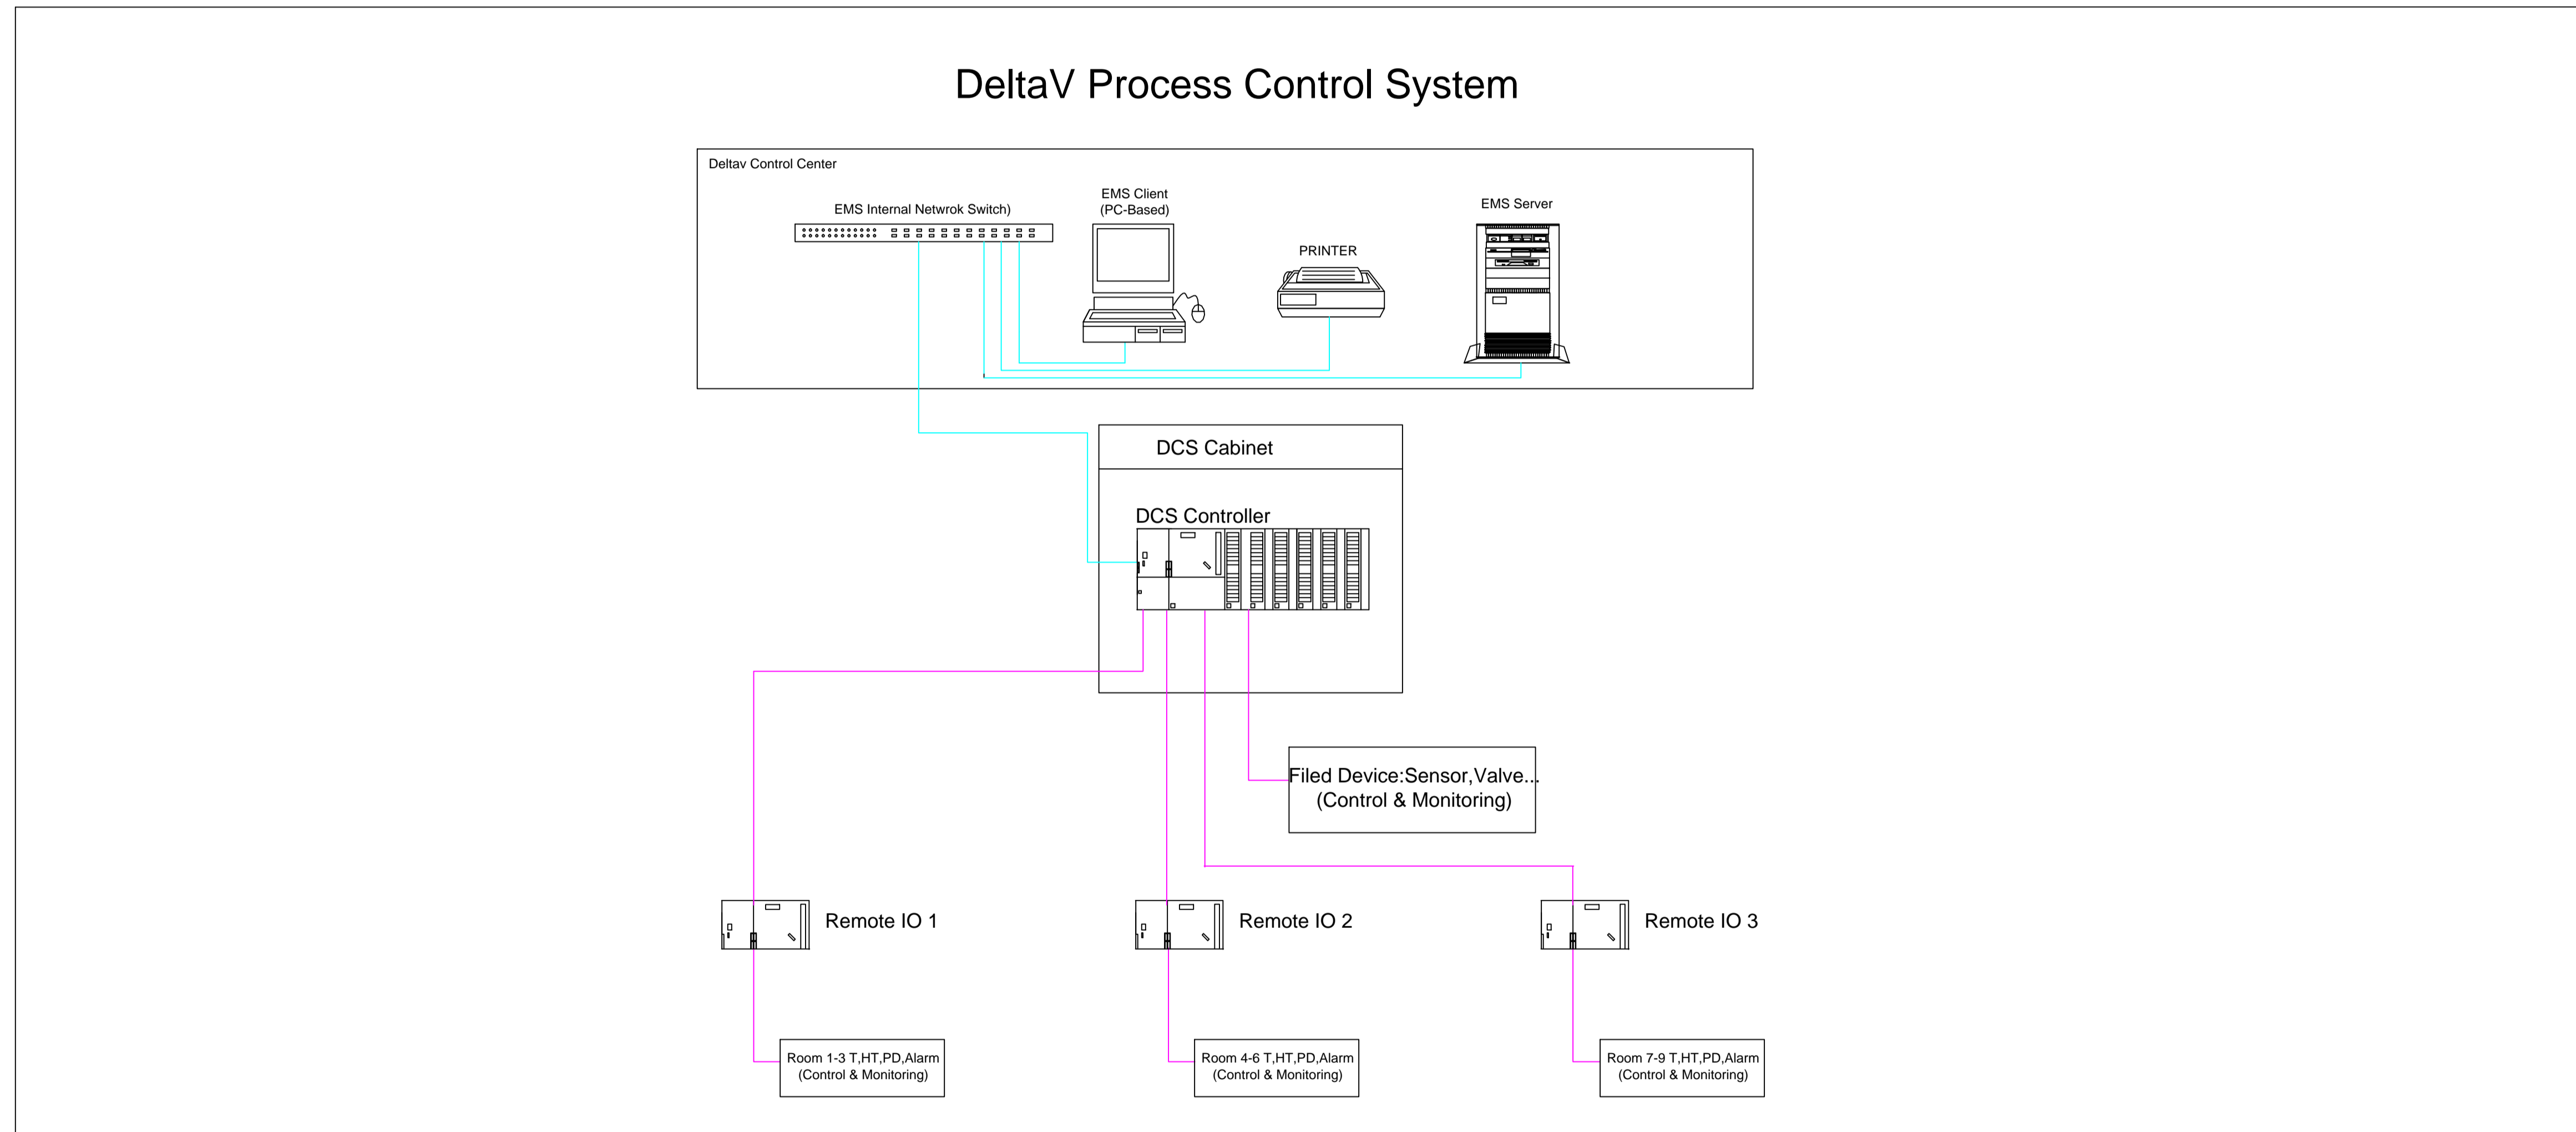 DeltaV Process Control System
Deltav Control Center
EMS Internal Netwrok Switch)
EMS Client
(PC-Based)
PRINTER
EMS Server
DCS Cabinet
DCS Controller
Filed Device:Sensor,Valve...
(Control & Monitoring)
Remote IO 1
Remote IO 2
Remote IO 3
Room 1-3 T,HT,PD,Alarm
(Control & Monitoring)
Room 4-6 T,HT,PD,Alarm
(Control & Monitoring)
Room 7-9 T,HT,PD,Alarm
(Control & Monitoring)